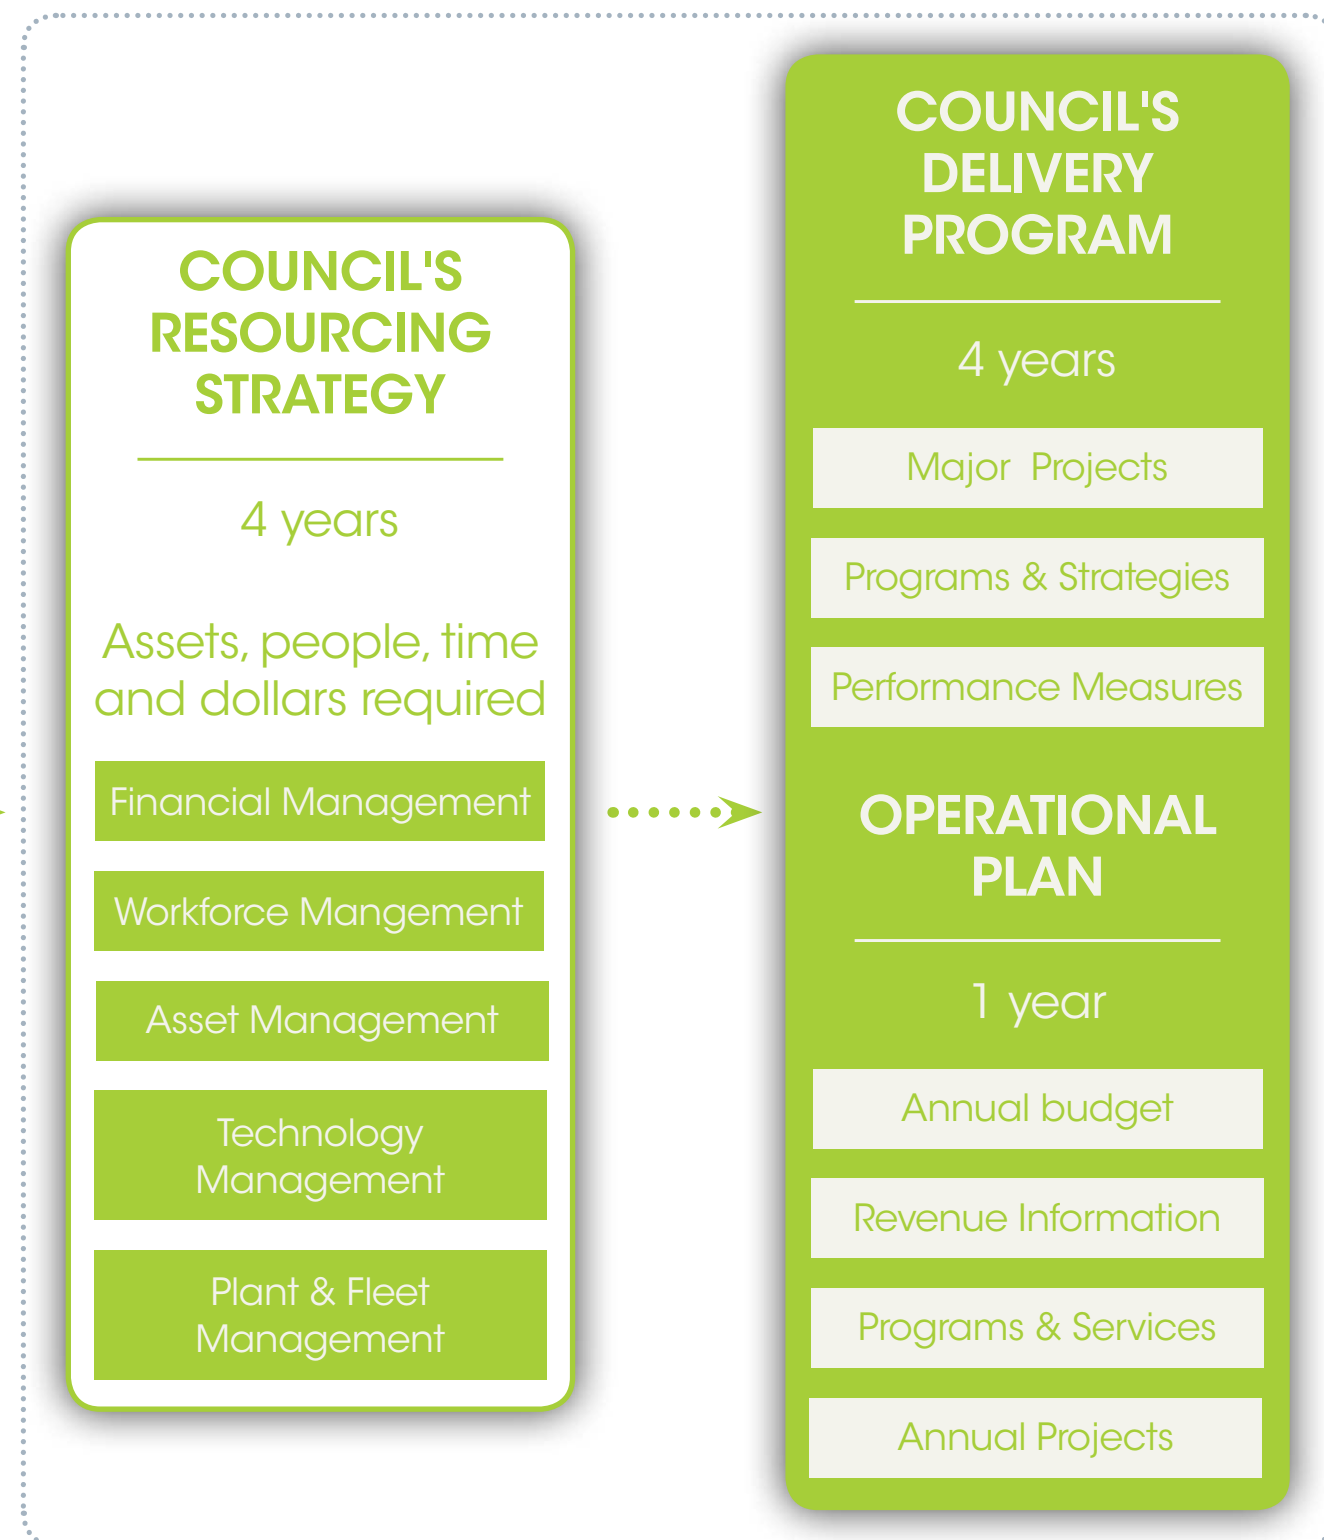 COUNCIL'S
RESOURCING
STRATEGY
4 years
Assets, people, time
and dollars required
Financial Management
Workforce Mangement
Asset Management
Technology
Management
Plant & Fleet
Management
COUNCIL'S
DELIVERY
PROGRAM
4 years
Major Projects
Programs & Strategies
Performance Measures
OPERATIONAL
PLAN
1 year
Annual budget
Revenue Information
Programs & Services
Annual Projects